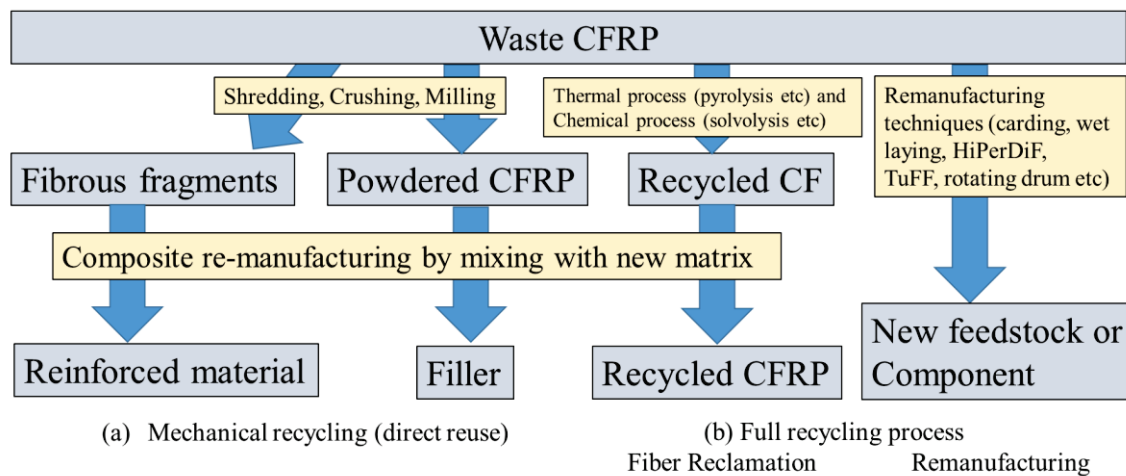 Waste CFRP
Shredding, Crushing, Milling
Thermal process (pyrolysis etc) and
Chemical process (solvolysis etc)
Remanufacturing
techniques (carding, wet
laying, HiPerDiF,
TuFF, rotating drum etc)
Fibrous fragments
Powdered CFRP
Recycled CF
Composite re-manufacturing by mixing with new matrix
Reinforced material
Filler
Recycled CFRP
New feedstock or
Component
(a) Mechanical recycling (direct reuse)
(b) Full recycling process
Fiber Reclamation
Remanufacturing